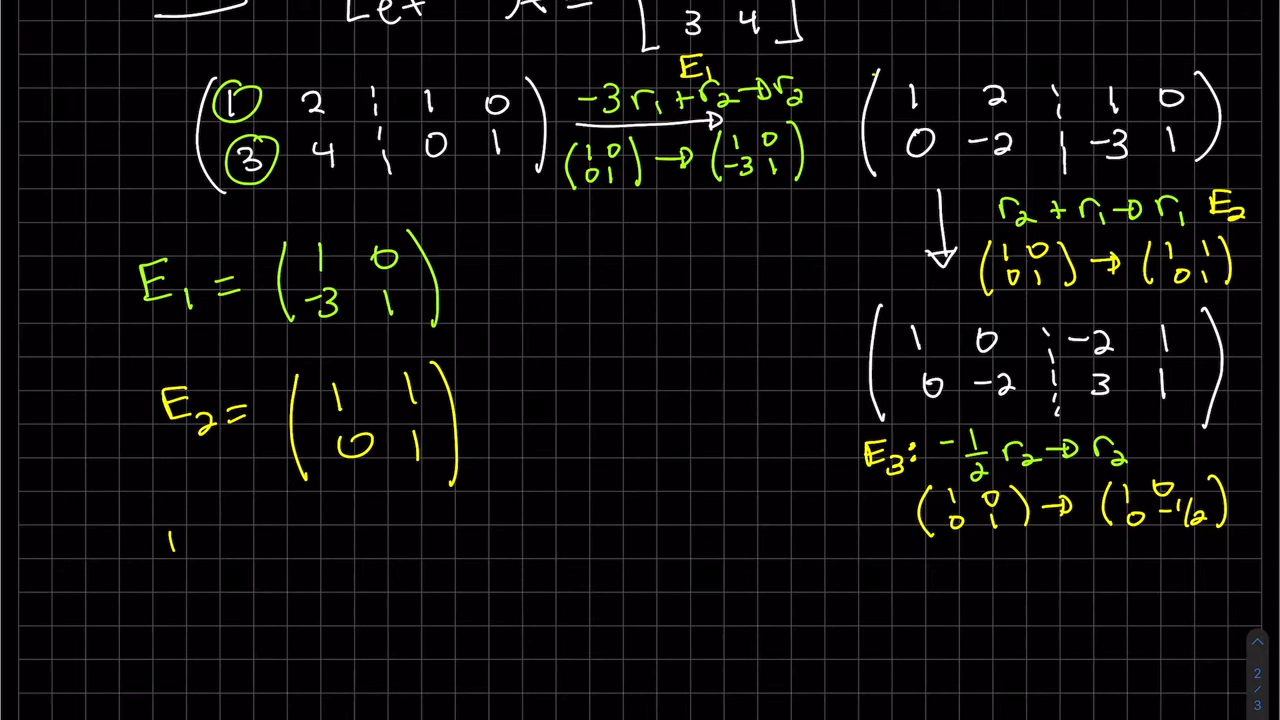 Let A = [
3 4 ]
E₁
( 1 2 ¦ 1 0 ) -3r₁ + r₂ → r₂ ( 1 2 ¦ 1 0 )
( 3 4 ¦ 0 1 ) (1 0 0 1) → (1 0 -3 1) ( 0 -2 ¦ -3 1 )
r₂ + r₁ → r₁ E₂
(1 0 0 1) → (1 1 0 1)
E₁ = ( 1 0
-3 1 )
( 1 0 ¦ -2 1 )
( 0 -2 ¦ 3 1 )
E₂ = ( 1 1
0 1 )
E₃: -1/2 r₂ → r₂
(1 0 0 1) → (1 0 0 -1/2)
2
/
3